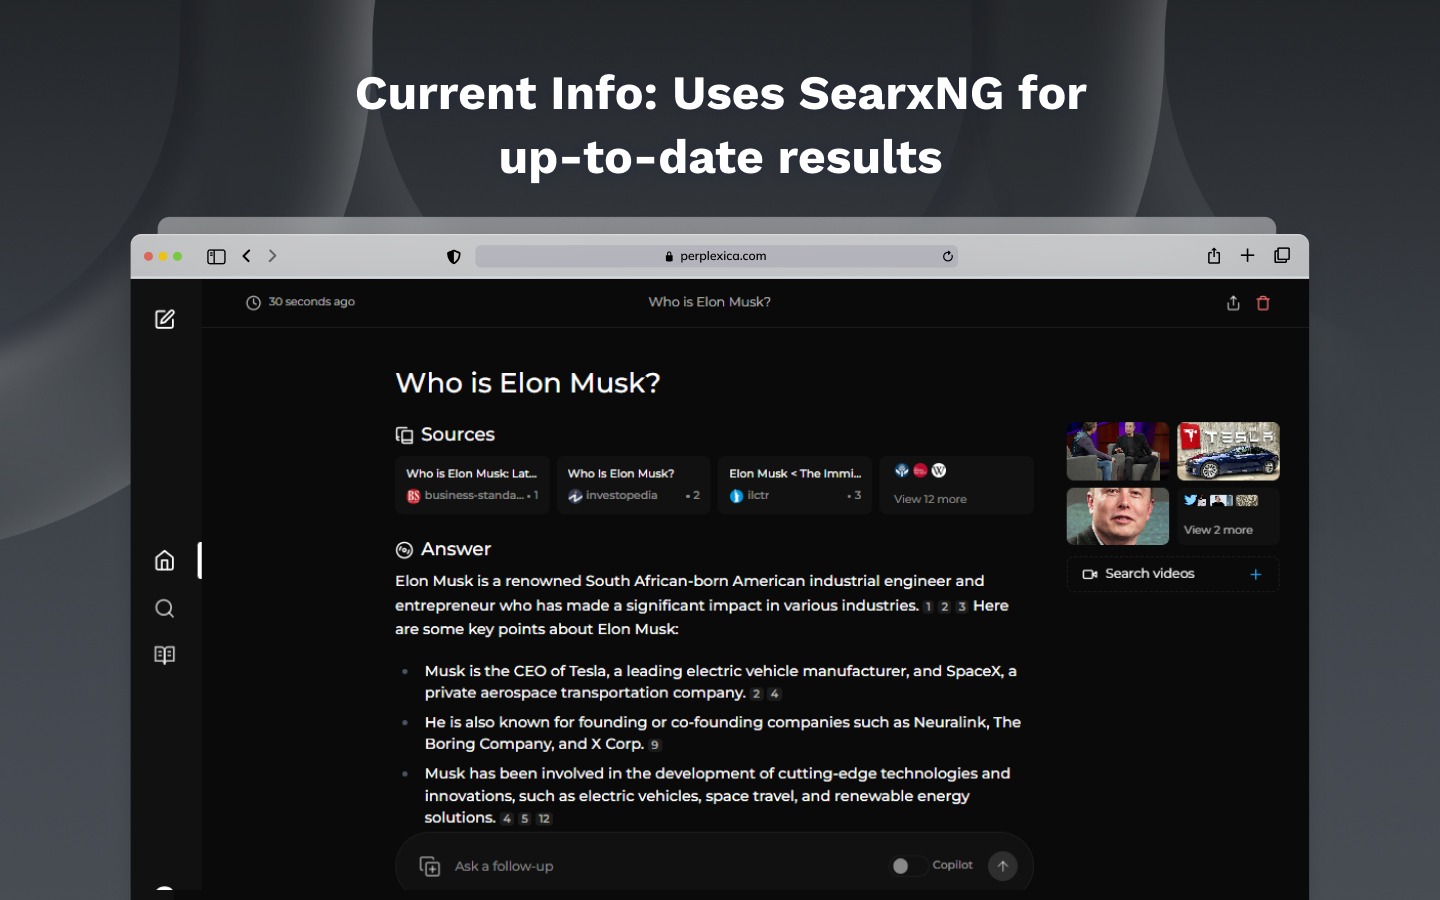 Current Info: Uses SearxNG for
up-to-date results
perplexica.com
30 seconds ago
Who is Elon Musk?
Who is Elon Musk?
Sources
Who is Elon Musk: Lat...
BS business-standa... • 1
Who Is Elon Musk?
investopedia • 2
Elon Musk < The Immi...
ilctr • 3
W
View 12 more
TESLA
View 2 more
Search videos
Answer
Elon Musk is a renowned South African-born American industrial engineer and
entrepreneur who has made a significant impact in various industries. 1 2 3 Here
are some key points about Elon Musk:
• Musk is the CEO of Tesla, a leading electric vehicle manufacturer, and SpaceX, a
private aerospace transportation company. 2 4
• He is also known for founding or co-founding companies such as Neuralink, The
Boring Company, and X Corp. 9
• Musk has been involved in the development of cutting-edge technologies and
innovations, such as electric vehicles, space travel, and renewable energy
solutions. 4 5 12
Ask a follow-up
Copilot